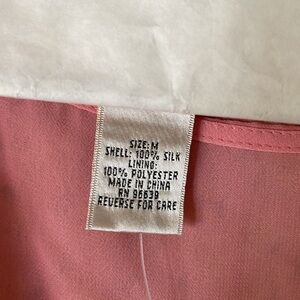 SIZE: M
SHELL: 100% SILK
LINING:
100% POLYESTER
MADE IN CHINA
RN 96639
REVERSE FOR CARE